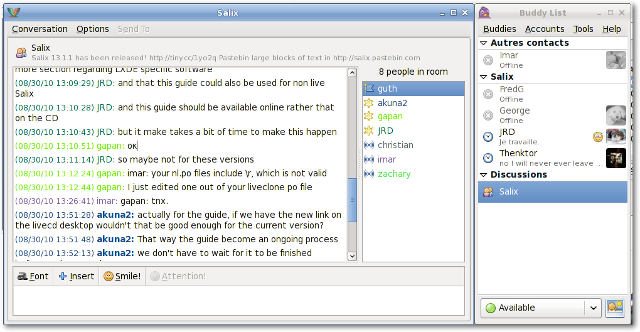 Salix
Conversation Options Send To
Salix
Salix 13.1.1 has been released! http://tinycc/1yo2q Pastebin large blocks of text in http://salix.pastebin.com
more section regarding LXDE specific software
(08/30/10 13:09:29) JRD: and that this guide could also be used for non live
Salix
(08/30/10 13:10:28) JRD: and this guide should be available online rather that
on the CD
(08/30/10 13:10:43) JRD: but it make takes a bit of time to make this happen
(08/30/10 13:10:51) gapan: ok
(08/30/10 13:11:14) JRD: so maybe not for these versions
(08/30/10 13:12:24) gapan: imar: your nl.po files include \r, which is not valid
(08/30/10 13:12:44) gapan: I just edited one out of your liveclone po file
(08/30/10 13:26:41) imar: gapan: tnx.
(08/30/10 13:51:28) akuna2: actually for the guide, if we have the new link on
the livecd desktop wouldn't that be good enough for the current version?
(08/30/10 13:51:48) akuna2: That way the guide become an ongoing process
(08/30/10 13:52:13) akuna2: we don't have to wait for it to be finished
8 people in room
guth
akuna2
gapan
JRD
christian
imar
zachary
Font Insert Smile! Attention!
Buddy List
Buddies Accounts Tools Help
Autres contacts
Imar
Offline
Salix
FredG
Offline
George
Offline
JRD
Je travaille.
Thenktor
no I will never ever leave ...
Discussions
Salix
Available